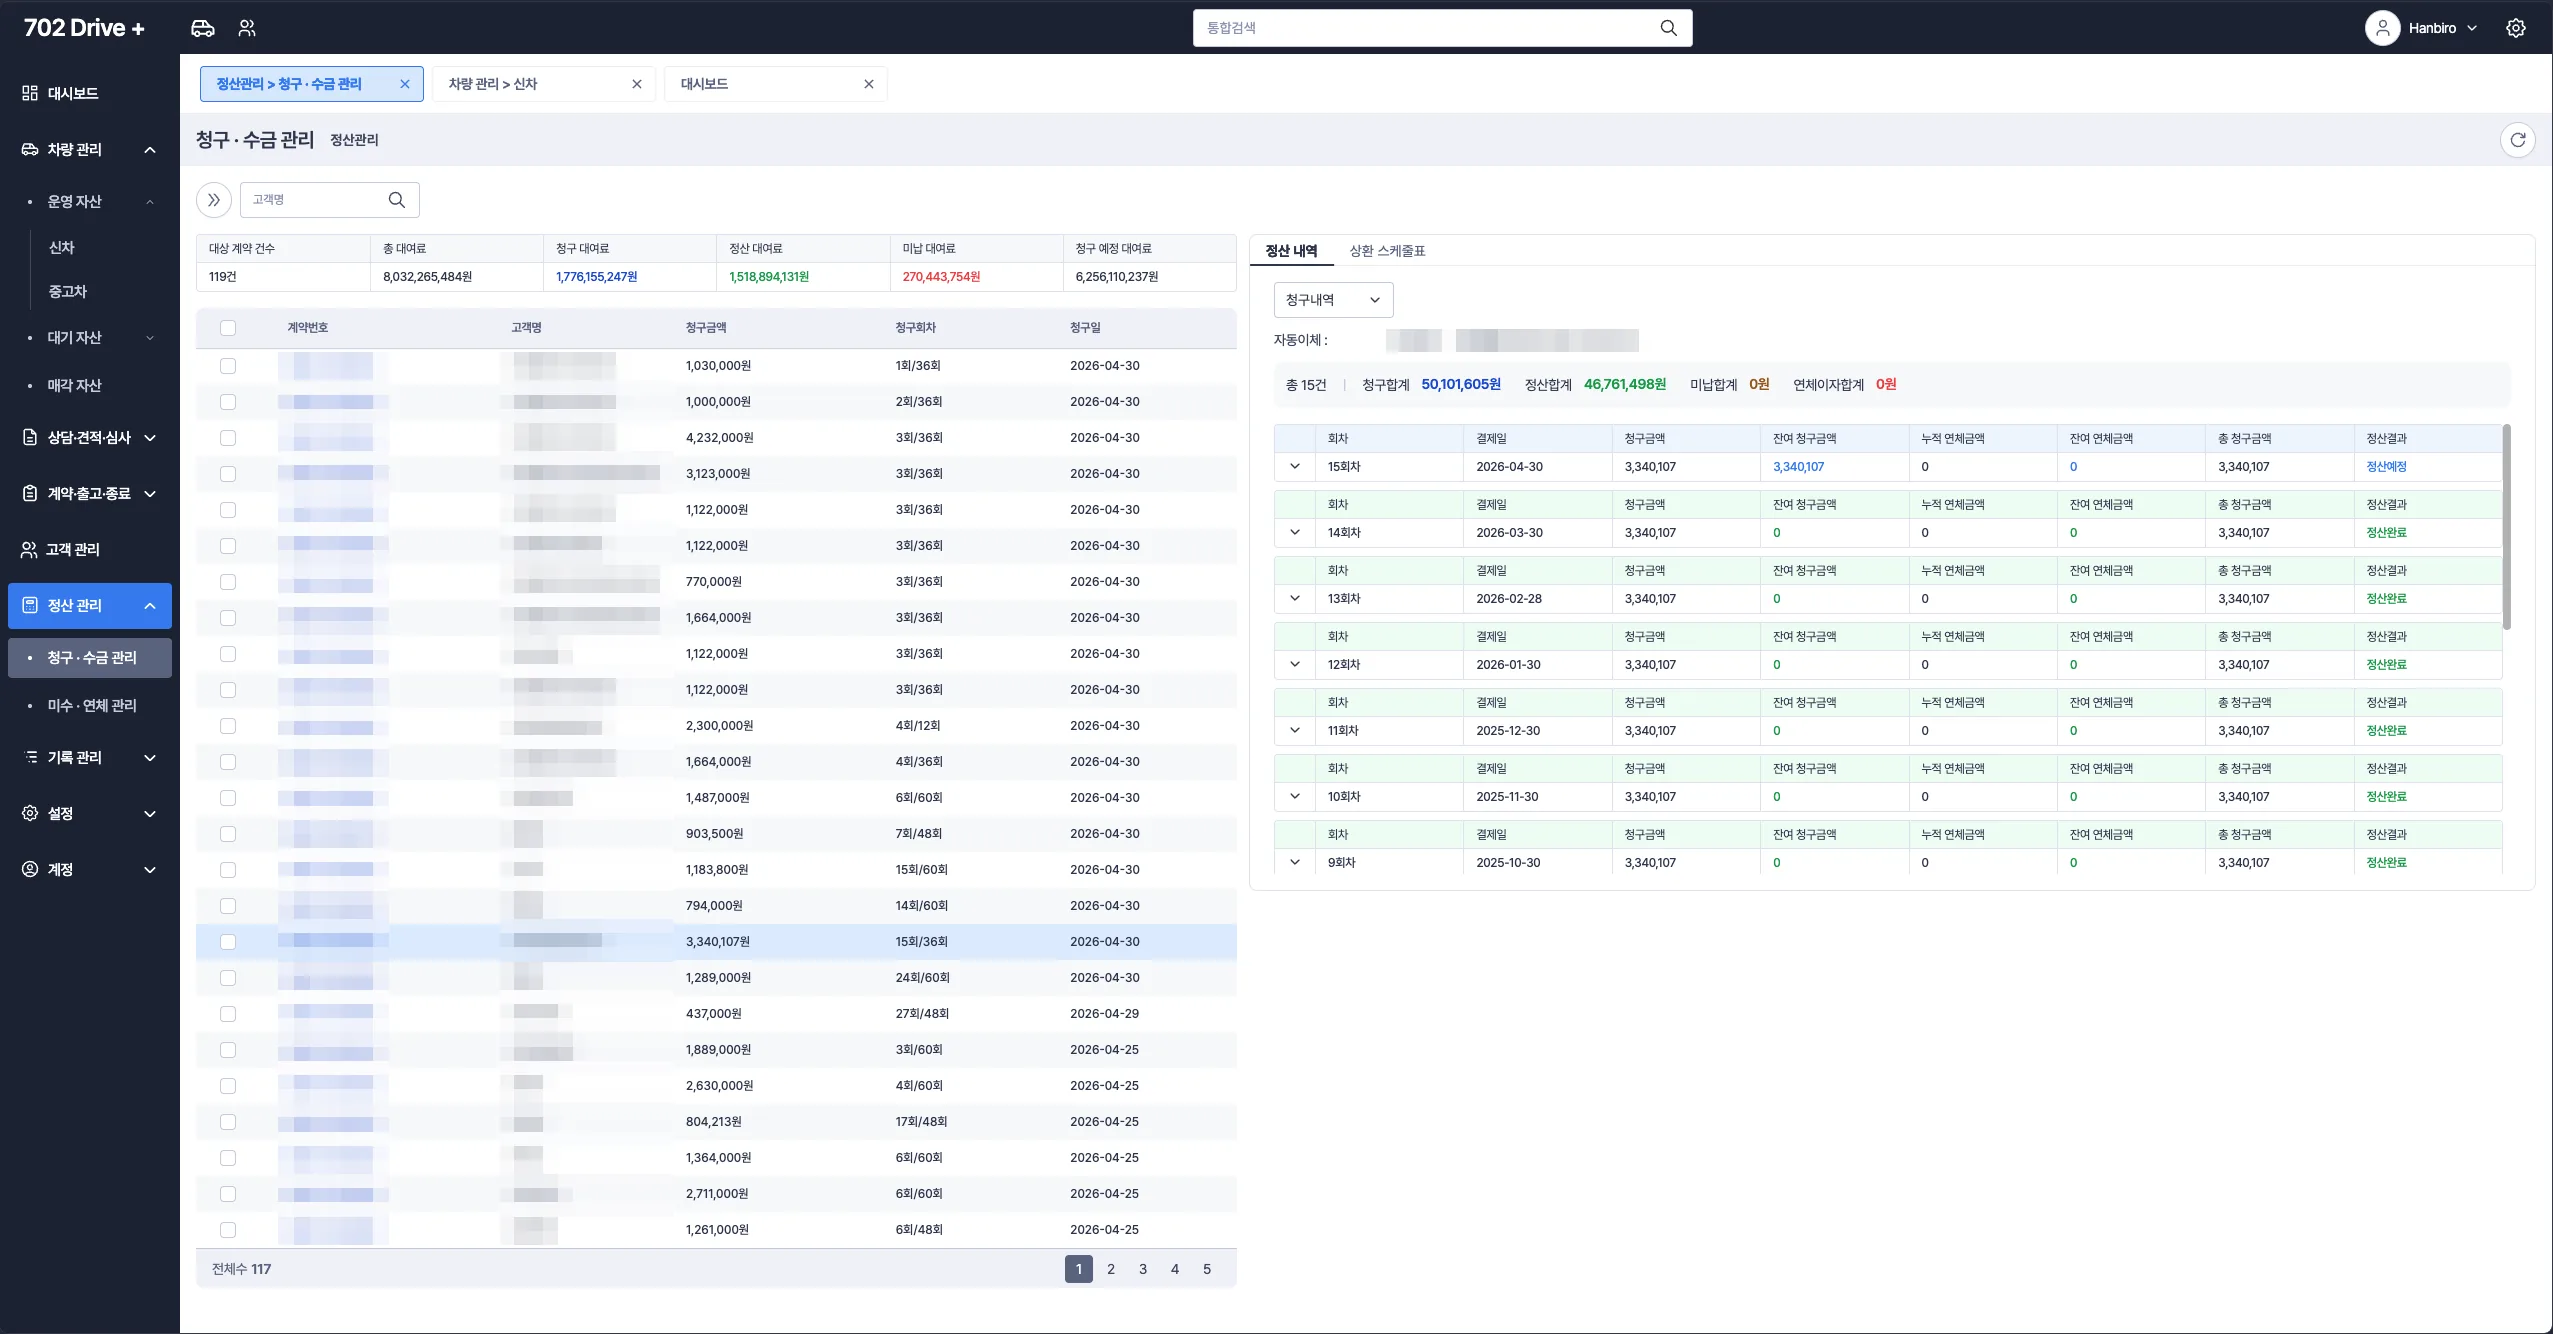 702 Drive +
통합검색
Hanbiro
대시보드
차량 관리
운영 자산
신차
중고차
대기 자산
매각 자산
상담·견적·심사
계약·출고·종료
고객 관리
정산 관리
청구 · 수금 관리
미수 · 연체 관리
기록 관리
설정
계정
정산관리 > 청구 · 수금 관리
차량 관리 > 신차
대시보드
청구 · 수금 관리 정산관리
고객명
대상 계약 건수 총 대여료 청구 대여료 정산 대여료 미납 대여료 청구 예정 대여료
119건 8,032,265,484원 1,776,155,247원 1,518,894,131원 270,443,754원 6,256,110,237원
계약번호 고객명 청구금액 청구회차 청구일
1,030,000원 1회/36회 2026-04-30
1,000,000원 2회/36회 2026-04-30
4,232,000원 3회/36회 2026-04-30
3,123,000원 3회/36회 2026-04-30
1,122,000원 3회/36회 2026-04-30
1,122,000원 3회/36회 2026-04-30
770,000원 3회/36회 2026-04-30
1,664,000원 3회/36회 2026-04-30
1,122,000원 3회/36회 2026-04-30
1,122,000원 3회/36회 2026-04-30
2,300,000원 4회/12회 2026-04-30
1,664,000원 4회/36회 2026-04-30
1,487,000원 6회/60회 2026-04-30
903,500원 7회/48회 2026-04-30
1,183,800원 15회/60회 2026-04-30
794,000원 14회/60회 2026-04-30
3,340,107원 15회/36회 2026-04-30
1,289,000원 24회/60회 2026-04-30
437,000원 27회/48회 2026-04-29
1,889,000원 3회/60회 2026-04-25
2,630,000원 4회/60회 2026-04-25
804,213원 17회/48회 2026-04-25
1,364,000원 6회/60회 2026-04-25
2,711,000원 6회/60회 2026-04-25
1,261,000원 6회/48회 2026-04-25
전체수 117
1 2 3 4 5
정산 내역 상환 스케줄표
청구내역
자동이체 :
총 15건 | 청구합계 50,101,605원 정산합계 46,761,498원 미납합계 0원 연체이자합계 0원
회차 결제일 청구금액 잔여 청구금액 누적 연체금액 잔여 연체금액 총 청구금액 정산결과
15회차 2026-04-30 3,340,107 3,340,107 0 0 3,340,107 정산예정
회차 결제일 청구금액 잔여 청구금액 누적 연체금액 잔여 연체금액 총 청구금액 정산결과
14회차 2026-03-30 3,340,107 0 0 0 3,340,107 정산완료
회차 결제일 청구금액 잔여 청구금액 누적 연체금액 잔여 연체금액 총 청구금액 정산결과
13회차 2026-02-28 3,340,107 0 0 0 3,340,107 정산완료
회차 결제일 청구금액 잔여 청구금액 누적 연체금액 잔여 연체금액 총 청구금액 정산결과
12회차 2026-01-30 3,340,107 0 0 0 3,340,107 정산완료
회차 결제일 청구금액 잔여 청구금액 누적 연체금액 잔여 연체금액 총 청구금액 정산결과
11회차 2025-12-30 3,340,107 0 0 0 3,340,107 정산완료
회차 결제일 청구금액 잔여 청구금액 누적 연체금액 잔여 연체금액 총 청구금액 정산결과
10회차 2025-11-30 3,340,107 0 0 0 3,340,107 정산완료
회차 결제일 청구금액 잔여 청구금액 누적 연체금액 잔여 연체금액 총 청구금액 정산결과
9회차 2025-10-30 3,340,107 0 0 0 3,340,107 정산완료